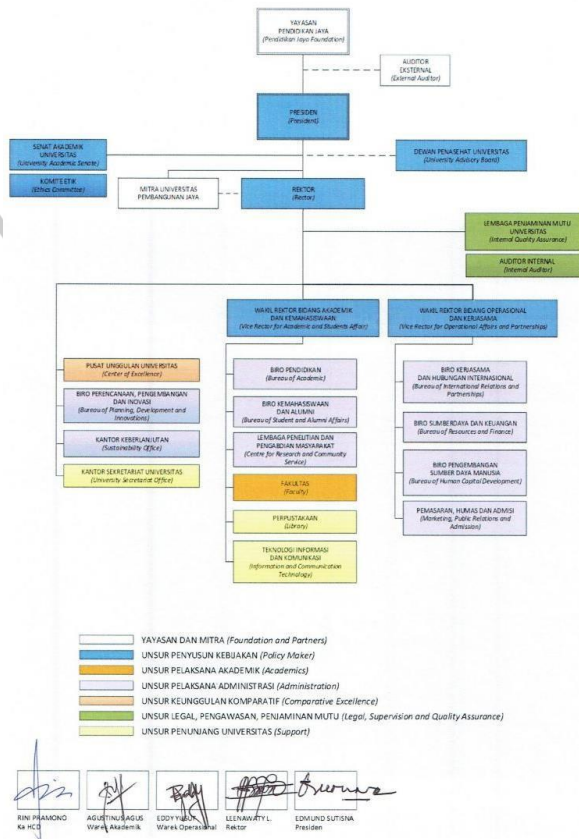 YAYASAN
PENDIDIKAN JAYA
(Pendidikan Jaya Foundation)
AUDITOR
EKSTERNAL
(External Auditor)
PRESIDEN
(President)
SENAT AKADEMIK
UNIVERSITAS
(University Academic Senate)
DEWAN PENASEHAT UNIVERSITAS
(University Advisory Board)
KOMITE ETIK
(Ethics Committee)
MITRA UNIVERSITAS
PEMBANGUNAN JAYA
REKTOR
(Rector)
LEMBAGA PENJAMINAN MUTU
UNIVERSITAS
(Internal Quality Assurance)
AUDITOR INTERNAL
(Internal Auditor)
WAKIL REKTOR BIDANG AKADEMIK
DAN KEMAHASISWAAN
(Vice Rector for Academic and Students Affair)
WAKIL REKTOR BIDANG OPERASIONAL
DAN KERJASAMA
(Vice Rector for Operational Affairs and Partnerships)
PUSAT UNGGULAN UNIVERSITAS
(Center of Excellence)
BIRO PERENCANAAN, PENGEMBANGAN
DAN INOVASI
(Bureau of Planning, Development and
Innovations)
KANTOR KEBERLANJUTAN
(Sustainability Office)
KANTOR SEKRETARIAT UNIVERSITAS
(University Secretariat Office)
BIRO PENDIDIKAN
(Bureau of Academic)
BIRO KEMAHASISWAAN
DAN ALUMNI
(Bureau of Student and Alumni Affairs)
LEMBAGA PENELITIAN DAN
PENGABDIAN MASYARAKAT
(Centre for Research and Community
Service)
FAKULTAS
(Faculty)
PERPUSTAKAAN
(Library)
TEKNOLOGI INFORMASI
DAN KOMUNIKASI
(Information and Communication
Technology)
BIRO KERJASAMA
DAN HUBUNGAN INTERNASIONAL
(Bureau of International Relations and
Partnerships)
BIRO SUMBERDAYA DAN KEUANGAN
(Bureau of Resources and Finance)
BIRO PENGEMBANGAN
SUMBER DAYA MANUSIA
(Bureau of Human Capital Development)
PEMASARAN, HUMAS DAN ADMISI
(Marketing, Public Relations and
Admission)
YAYASAN DAN MITRA (Foundation and Partners)
UNSUR PENYUSUN KEBIJAKAN (Policy Maker)
UNSUR PELAKSANA AKADEMIK (Academics)
UNSUR PELAKSANA ADMINISTRASI (Administration)
UNSUR KEUNGGULAN KOMPARATIF (Comparative Excellence)
UNSUR LEGAL, PENGAWASAN, PENJAMINAN MUTU (Legal, Supervision and Quality Assurance)
UNSUR PENUNJANG UNIVERSITAS (Support)
RINI PRAMONO
Ka HCD
AGUSTINUS AGUS
Warek Akademik
EDDY YUSUF
Warek Operasional
LEENAWATY L.
Rektor
EDMUND SUTISNA
Presiden